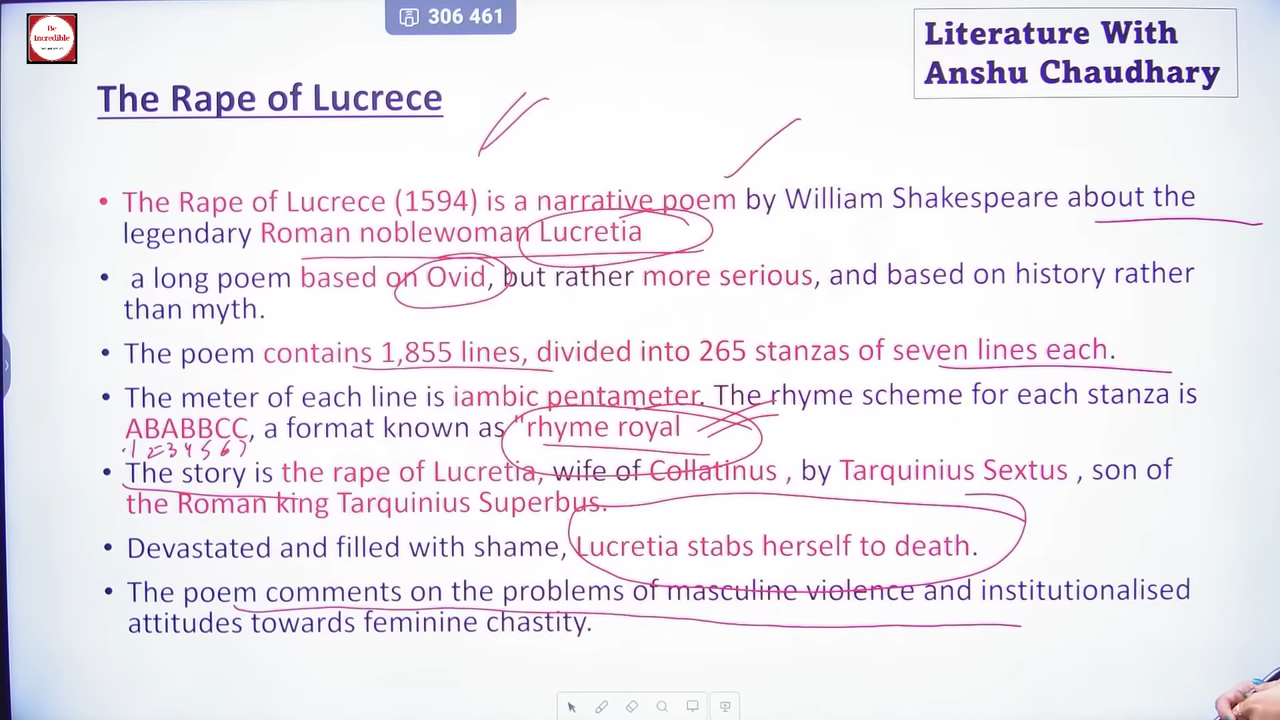 Be
Incredible
306 461
Literature With
Anshu Chaudhary
The Rape of Lucrece
• The Rape of Lucrece (1594) is a narrative poem by William Shakespeare about the
legendary Roman noblewoman Lucretia
• a long poem based on Ovid, but rather more serious, and based on history rather
than myth.
• The poem contains 1,855 lines, divided into 265 stanzas of seven lines each.
• The meter of each line is iambic pentameter. The rhyme scheme for each stanza is
ABABBCC, a format known as "rhyme royal
1 2 3 4 5 6 7
• The story is the rape of Lucretia, wife of Collatinus , by Tarquinius Sextus , son of
the Roman king Tarquinius Superbus.
• Devastated and filled with shame, Lucretia stabs herself to death.
• The poem comments on the problems of masculine violence and institutionalised
attitudes towards feminine chastity.